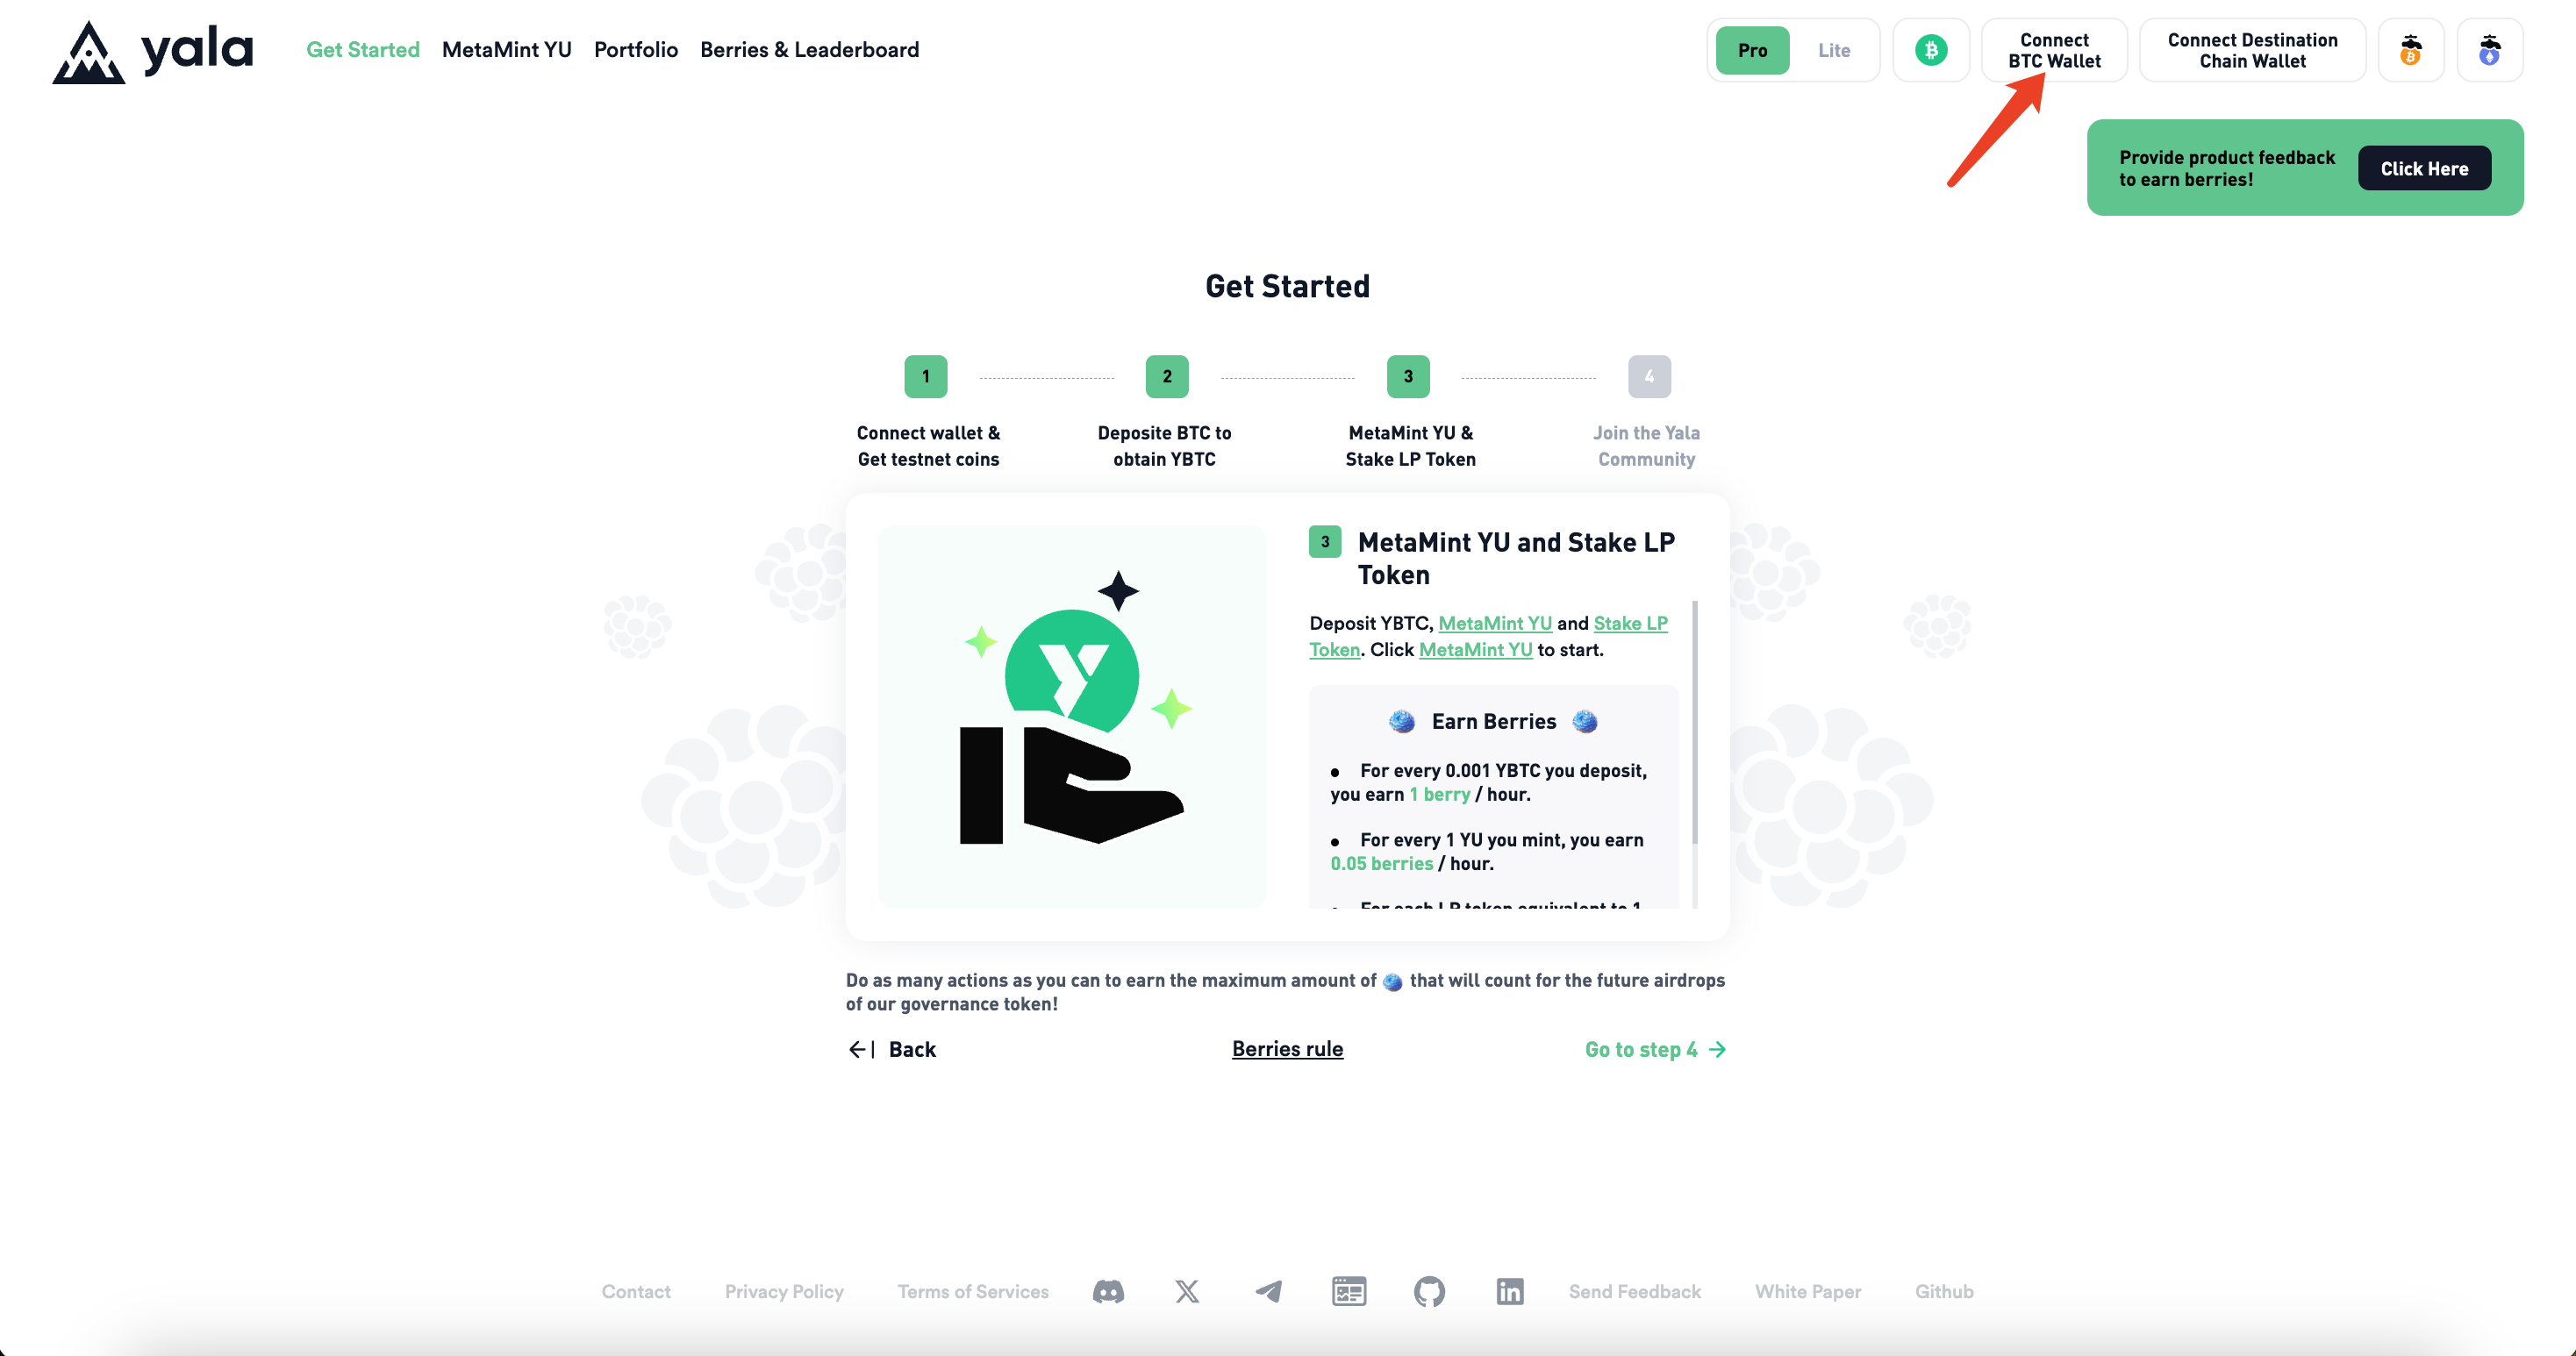 yala
Get Started
MetaMint YU
Portfolio
Berries & Leaderboard
Pro
Lite
Connect
BTC Wallet
Connect Destination
Chain Wallet
Provide product feedback
to earn berries!
Click Here
Get Started
1
2
3
4
Connect wallet &
Get testnet coins
Deposite BTC to
obtain YBTC
MetaMint YU &
Stake LP Token
Join the Yala
Community
3
MetaMint YU and Stake LP
Token
Deposit YBTC, MetaMint YU and Stake LP
Token. Click MetaMint YU to start.
Earn Berries
● For every 0.001 YBTC you deposit,
you earn 1 berry / hour.
● For every 1 YU you mint, you earn
0.05 berries / hour.
For each LP token equivalent to 1
Do as many actions as you can to earn the maximum amount of that will count for the future airdrops
of our governance token!
Back
Berries rule
Go to step 4
Contact
Privacy Policy
Terms of Services
Send Feedback
White Paper
Github